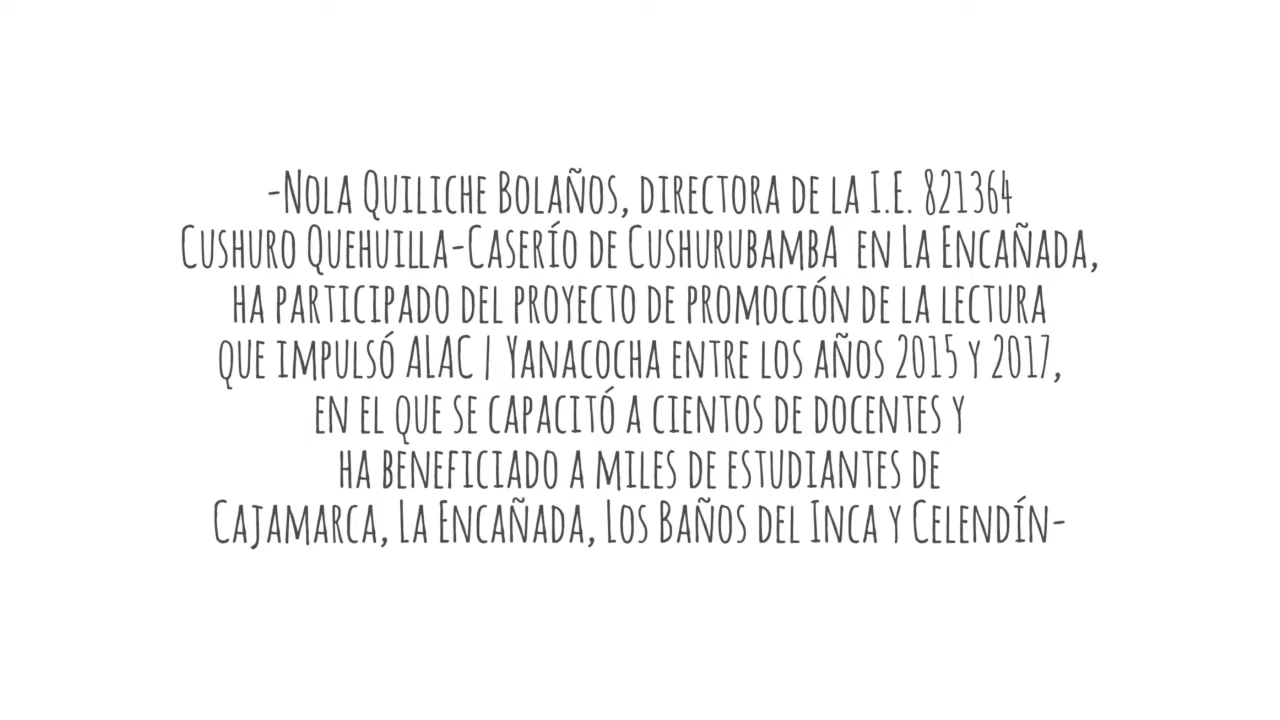 -Nola Quiliche Bolaños, directora de la I.E. 821364
Cushuro Quehuilla-Caserío de CushurubambA en La Encañada,
ha participado del proyecto de promoción de la lectura
que impulsó ALAC | Yanacocha entre los años 2015 y 2017,
en el que se capacitó a cientos de docentes y
ha beneficiado a miles de estudiantes de
Cajamarca, La Encañada, Los Baños del Inca y Celendín-